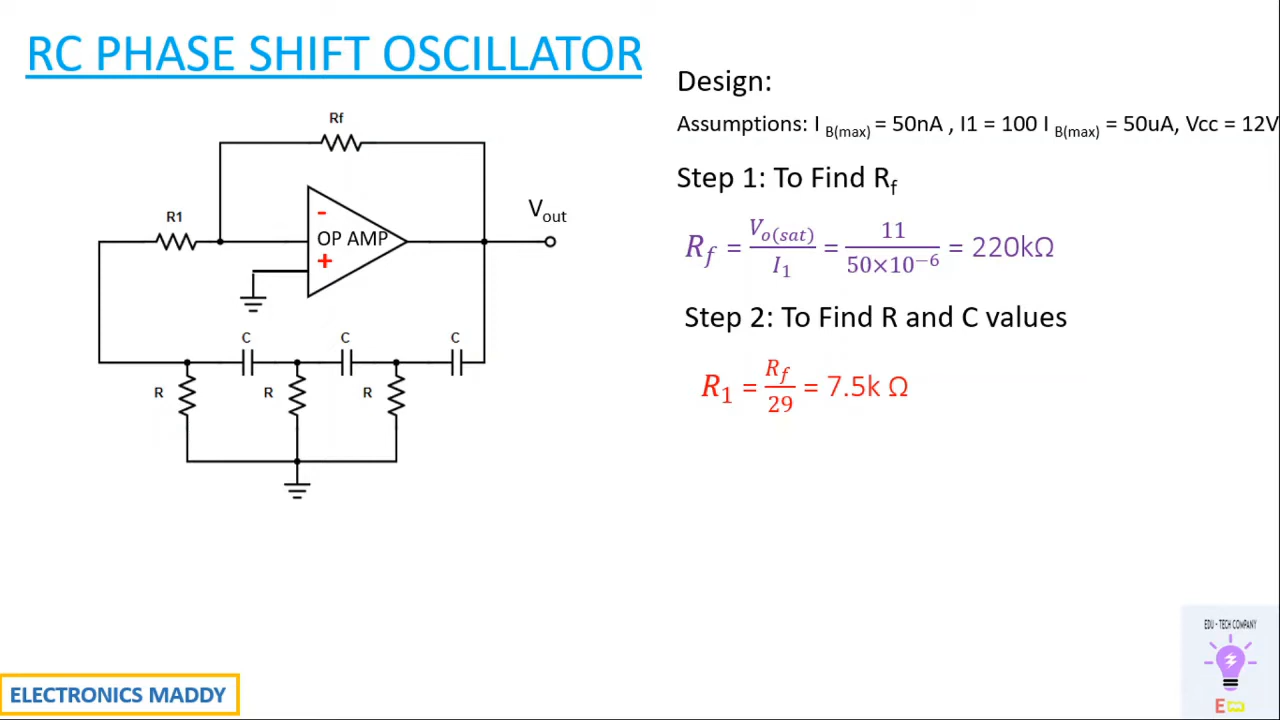 RC PHASE SHIFT OSCILLATOR
Design:
Assumptions: I B(max) = 50nA , I1 = 100 I B(max) = 50uA, Vcc = 12V
Step 1: To Find Rf
Rf = Vo(sat)/I1 = 11/50×10⁻⁶ = 220kΩ
Step 2: To Find R and C values
R1 = Rf/29 = 7.5k Ω
Rf
R1
-
OP AMP
+
Vout
C C C
R R R
ELECTRONICS MADDY
EDU - TECH COMPANY
E